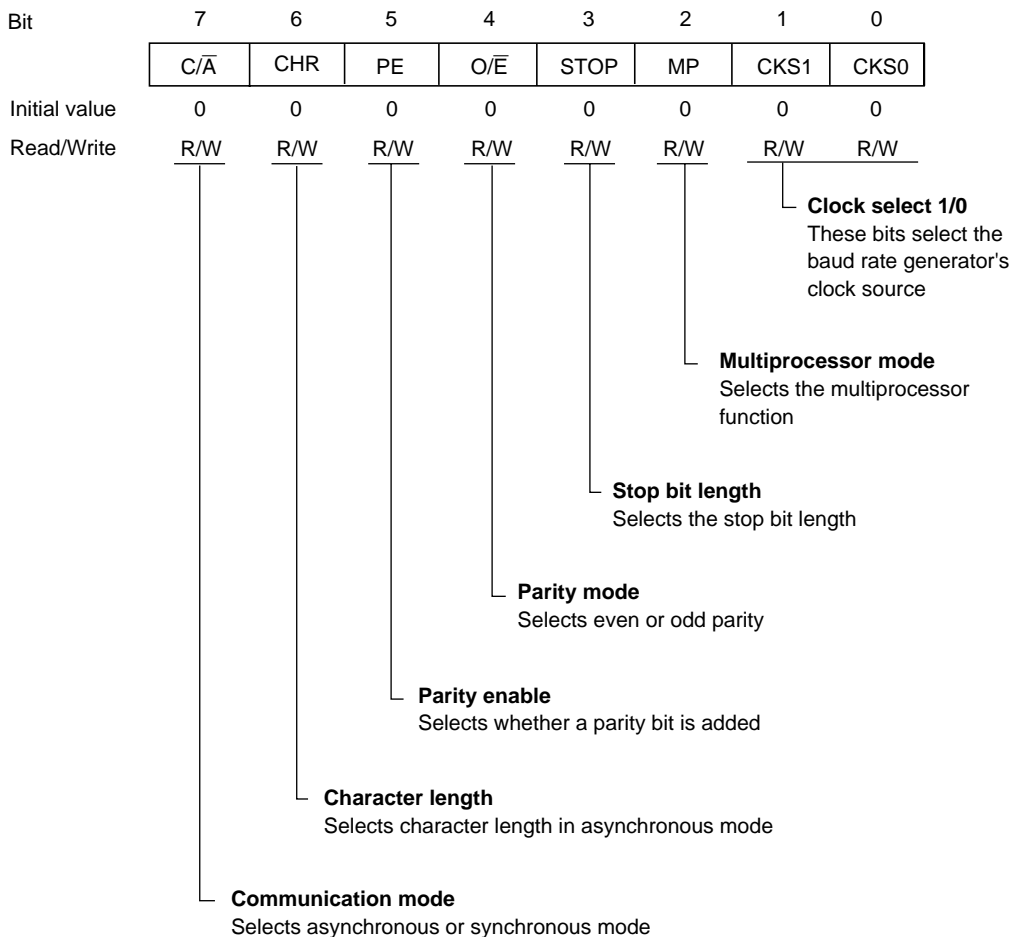 Bit 7 6 5 4 3 2 1 0
C/A̅ CHR PE O/E̅ STOP MP CKS1 CKS0
Initial value 0 0 0 0 0 0 0 0
Read/Write R/W R/W R/W R/W R/W R/W R/W R/W
Clock select 1/0
These bits select the
baud rate generator's
clock source
Multiprocessor mode
Selects the multiprocessor
function
Stop bit length
Selects the stop bit length
Parity mode
Selects even or odd parity
Parity enable
Selects whether a parity bit is added
Character length
Selects character length in asynchronous mode
Communication mode
Selects asynchronous or synchronous mode